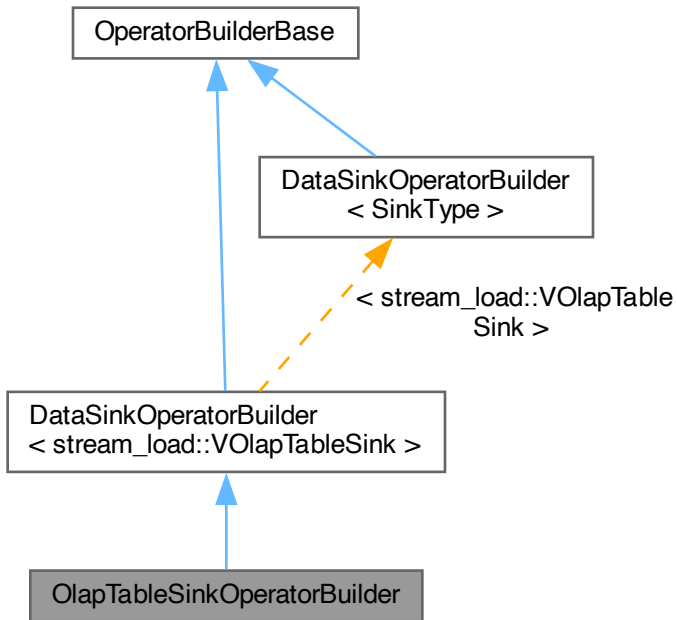 OperatorBuilderBase
DataSinkOperatorBuilder
< SinkType >
< stream_load::VOlapTable
Sink >
DataSinkOperatorBuilder
< stream_load::VOlapTableSink >
OlapTableSinkOperatorBuilder